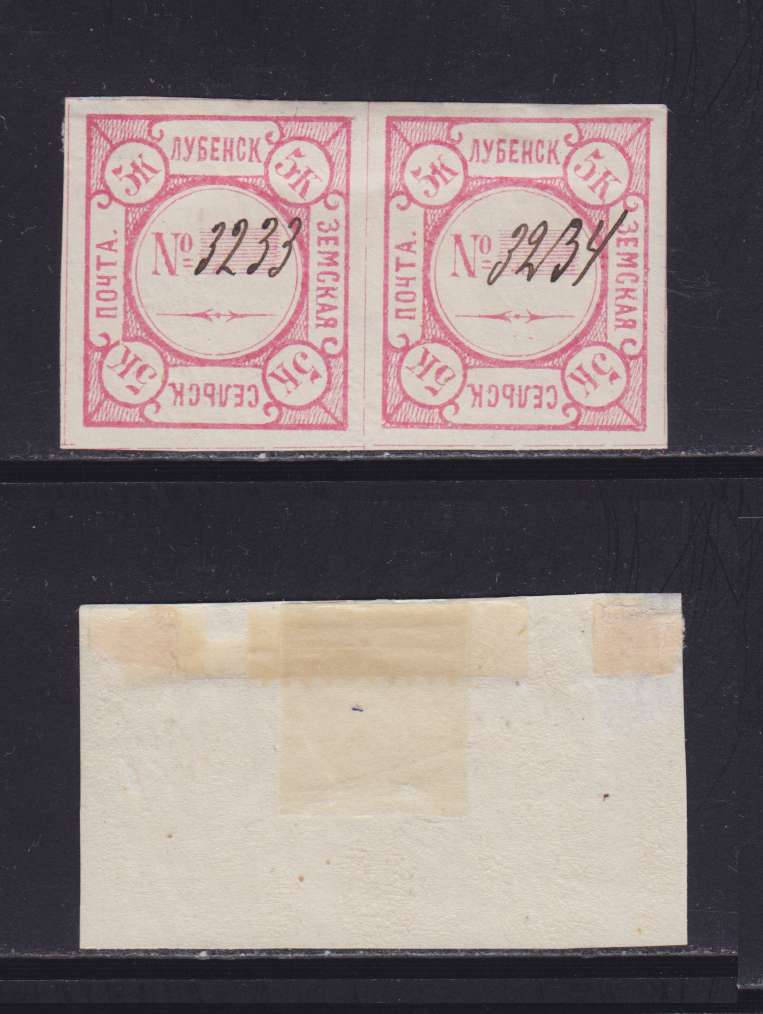 ЛУБЕНСК
5К 5К
ПОЧТА.
№ 3233
ЗЕМСКАЯ
5К 5К
СЕЛЬСК.
ЛУБЕНСК
5К 5К
ПОЧТА.
№ 3234
ЗЕМСКАЯ
5К 5К
СЕЛЬСК.